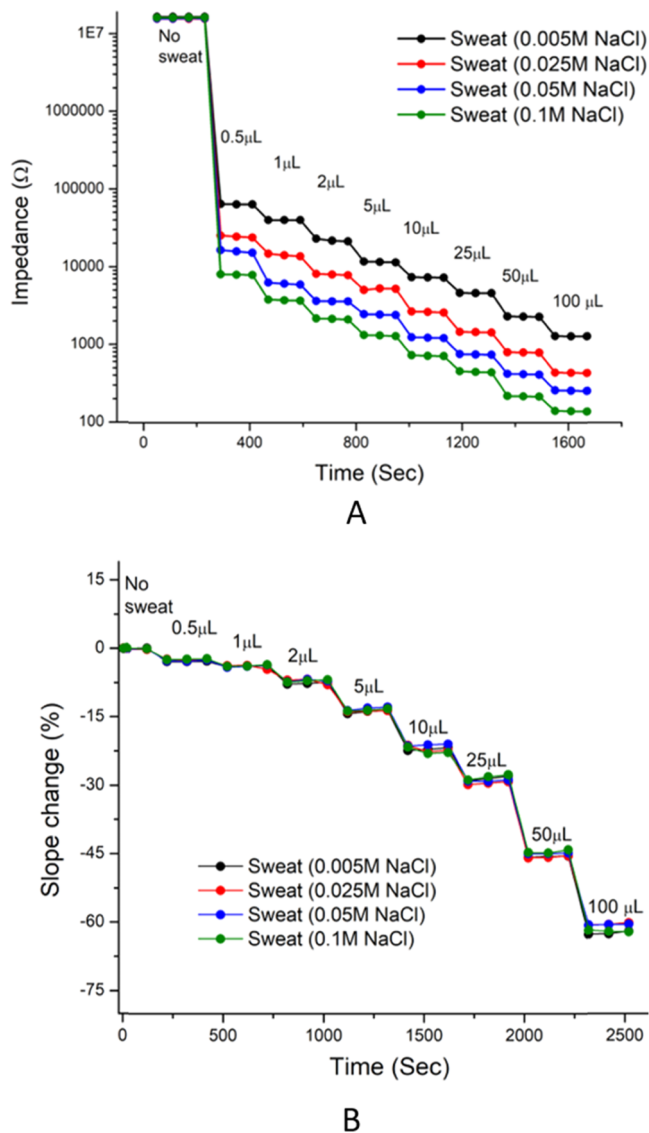 1E7
1000000
100000
10000
1000
100
Impedance (Ω)
No
sweat
Sweat (0.005M NaCl)
Sweat (0.025M NaCl)
Sweat (0.05M NaCl)
Sweat (0.1M NaCl)
0.5μL
1μL
2μL
5μL
10μL
25μL
50μL
100 μL
0
400
800
1200
1600
Time (Sec)
A
15
0
-15
-30
-45
-60
-75
Slope change (%)
No
sweat
0.5μL
1μL
2μL
5μL
10μL
25μL
50μL
100 μL
Sweat (0.005M NaCl)
Sweat (0.025M NaCl)
Sweat (0.05M NaCl)
Sweat (0.1M NaCl)
0
500
1000
1500
2000
2500
Time (Sec)
B